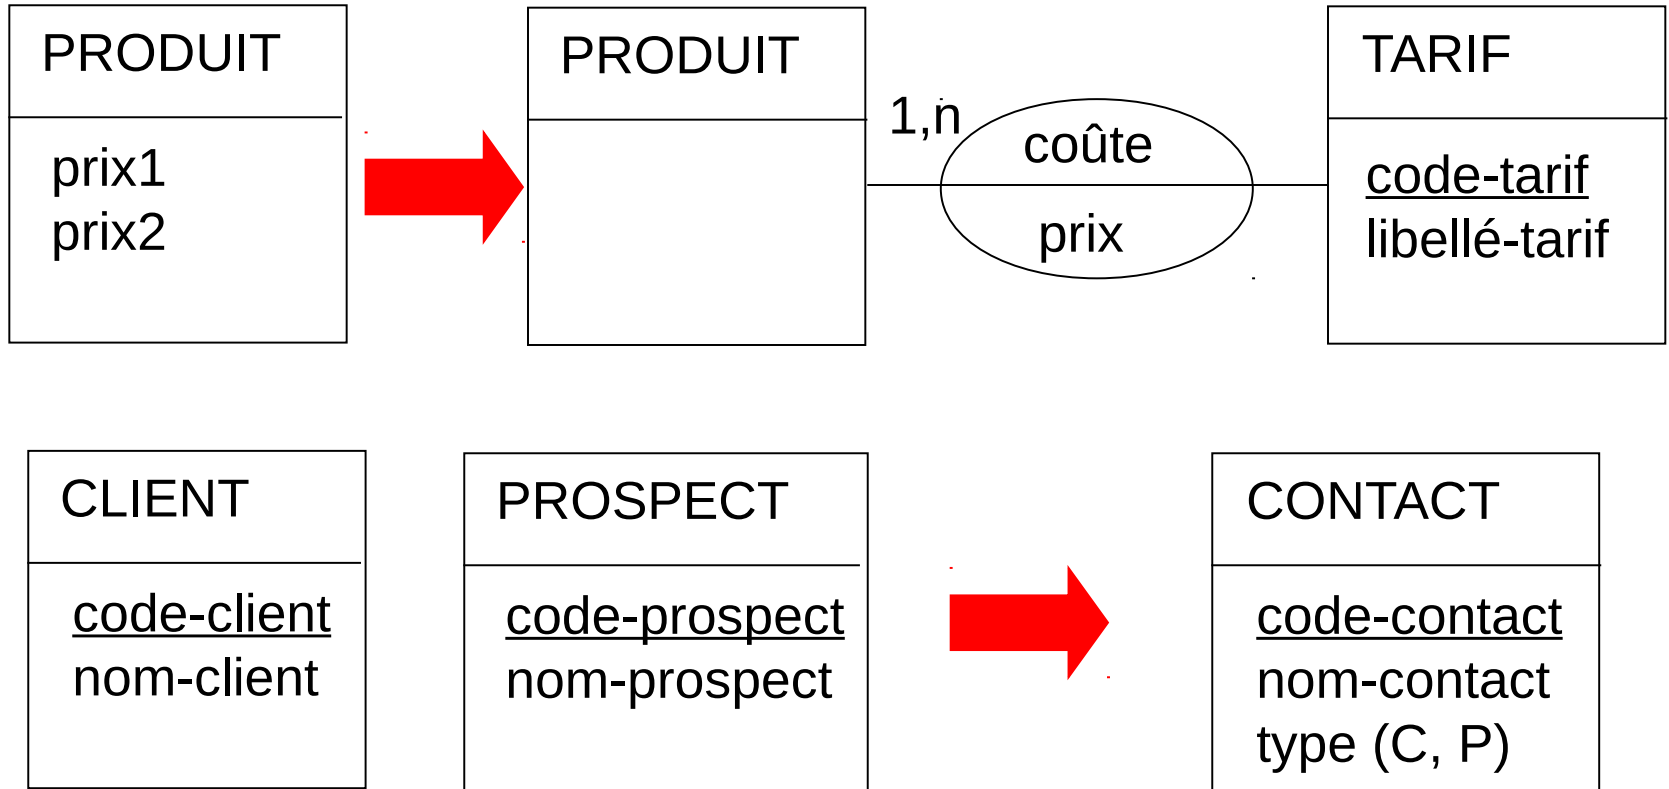 PRODUIT
prix1
prix2
PRODUIT
1,n
coûte
prix
TARIF
code-tarif
libellé-tarif
CLIENT
code-client
nom-client
PROSPECT
code-prospect
nom-prospect
CONTACT
code-contact
nom-contact
type (C, P)